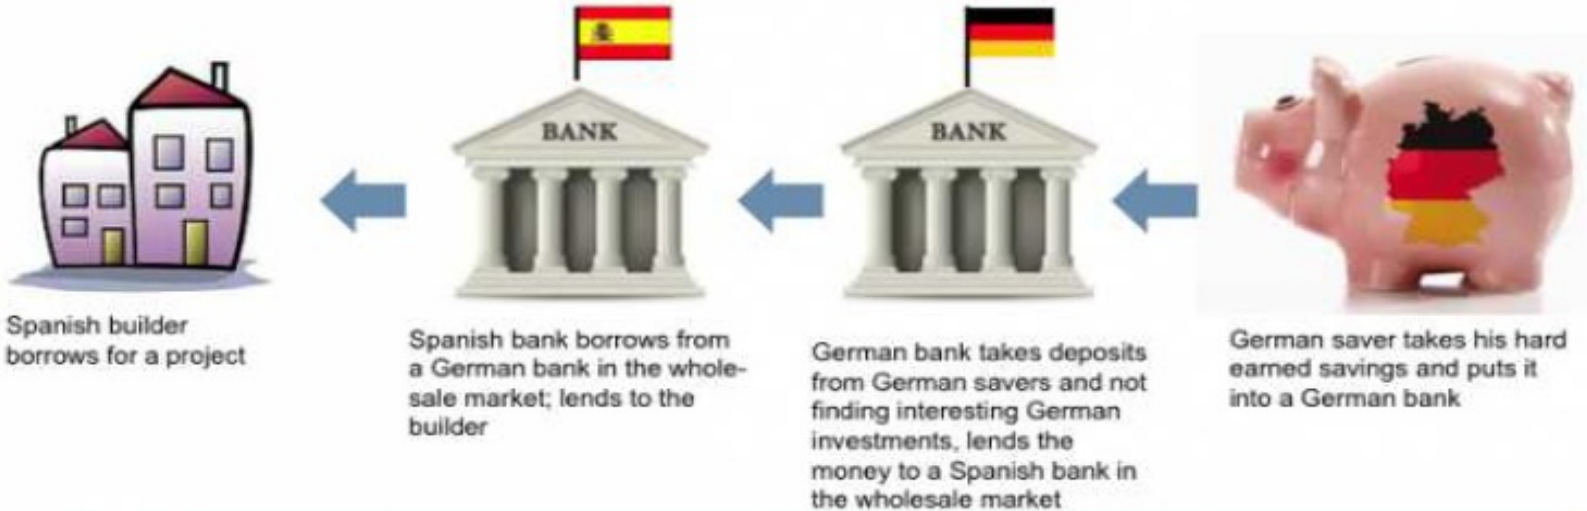 BANK
BANK
Spanish builder
borrows for a project
Spanish bank borrows from
a German bank in the whole-
sale market; lends to the
builder
German bank takes deposits
from German savers and not
finding interesting German
investments, lends the
money to a Spanish bank in
the wholesale market
German saver takes his hard
earned savings and puts it
into a German bank